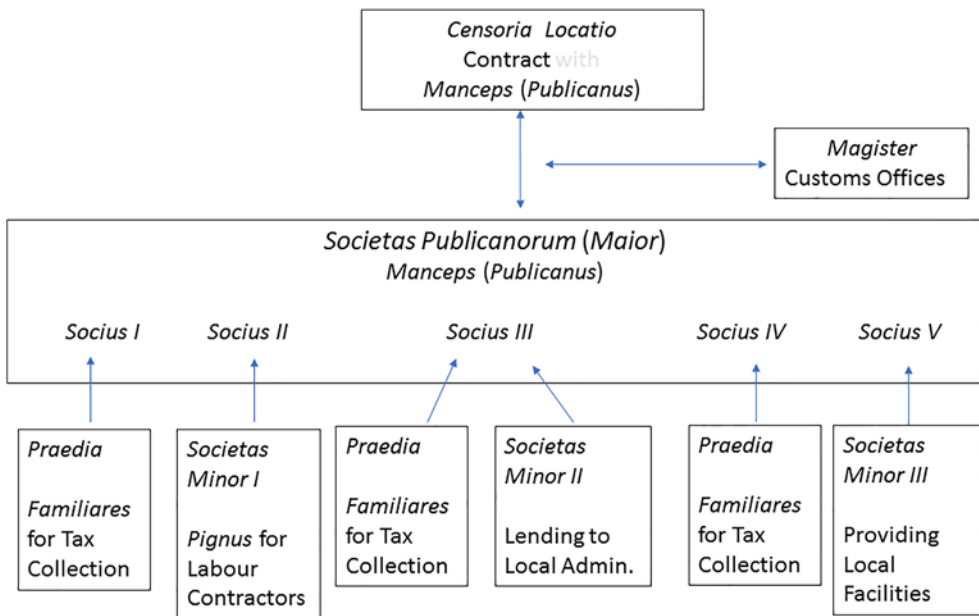 Censoria Locatio
Contract with
Manceps (Publicanus)
Magister
Customs Offices
Societas Publicanorum (Maior)
Manceps (Publicanus)
Socius I
Socius II
Socius III
Socius IV
Socius V
Praedia
Familiares
for Tax
Collection
Societas
Minor I
Pignus for
Labour
Contractors
Praedia
Familiares
for Tax
Collection
Societas
Minor II
Lending to
Local Admin.
Praedia
Familiares
for Tax
Collection
Societas
Minor III
Providing
Local
Facilities